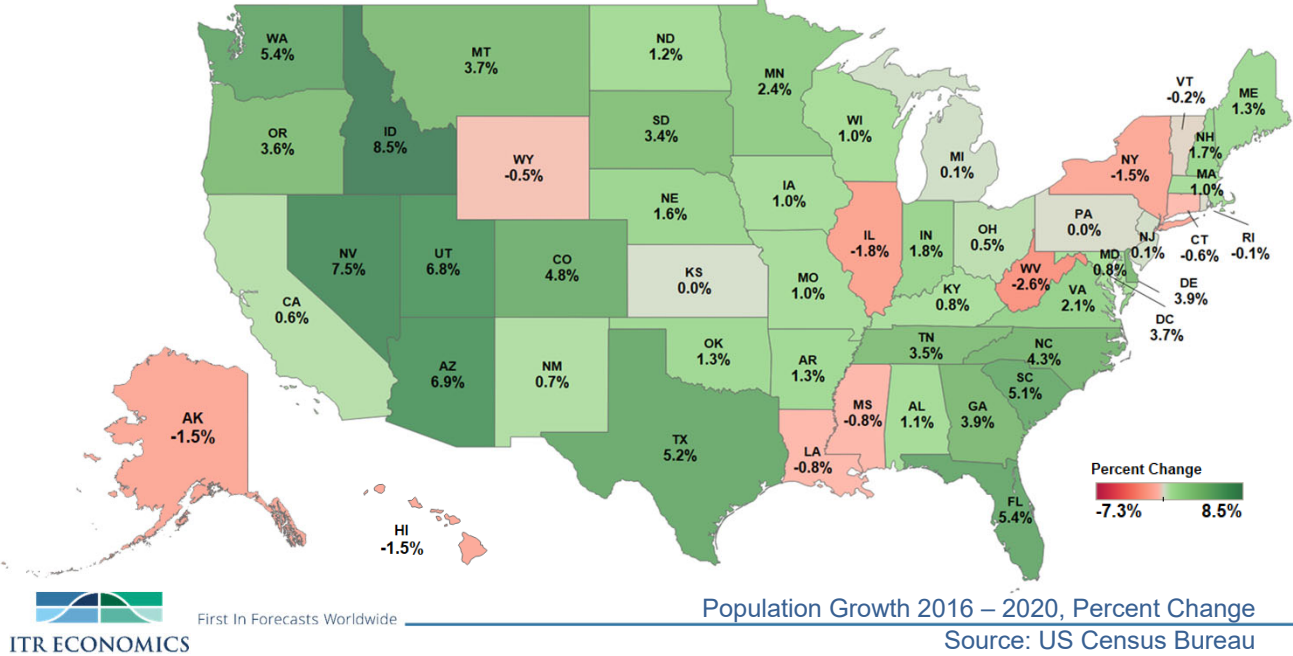 WA
5.4%
MT
3.7%
ND
1.2%
MN
2.4%
VT
-0.2%
ME
1.3%
OR
3.6%
ID
8.5%
WY
-0.5%
SD
3.4%
WI
1.0%
MI
0.1%
NY
-1.5%
NH
1.7%
MA
1.0%
NV
7.5%
UT
6.8%
CO
4.8%
NE
1.6%
IA
1.0%
IL
-1.8%
IN
1.8%
OH
0.5%
PA
0.0%
NJ
0.1%
CT
-0.6%
RI
-0.1%
CA
0.6%
KS
0.0%
MO
1.0%
KY
0.8%
WV
-2.6%
MD
0.8%
VA
2.1%
DE
3.9%
DC
3.7%
AZ
6.9%
NM
0.7%
OK
1.3%
AR
1.3%
TN
3.5%
NC
4.3%
SC
5.1%
AK
-1.5%
HI
-1.5%
TX
5.2%
LA
-0.8%
MS
-0.8%
AL
1.1%
GA
3.9%
FL
5.4%
Percent Change
-7.3% 8.5%
ITR ECONOMICS
First In Forecasts Worldwide
Population Growth 2016 – 2020, Percent Change
Source: US Census Bureau